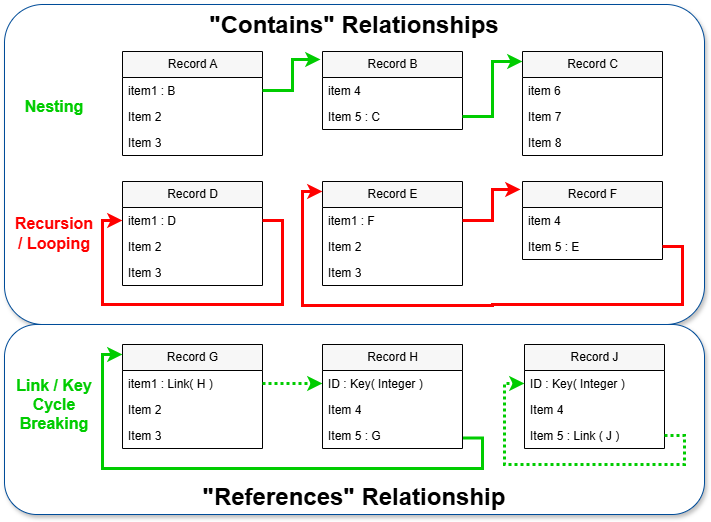 "Contains" Relationships
Nesting
Record A
item1 : B
Item 2
Item 3
Record B
item 4
Item 5 : C
Record C
item 6
Item 7
Item 8
Recursion
/ Looping
Record D
item1 : D
Item 2
Item 3
Record E
item1 : F
Item 2
Item 3
Record F
item 4
Item 5 : E
Link / Key
Cycle
Breaking
Record G
item1 : Link( H )
Item 2
Item 3
Record H
ID : Key( Integer )
Item 4
Item 5 : G
Record J
ID : Key( Integer )
Item 4
Item 5 : Link ( J )
"References" Relationship